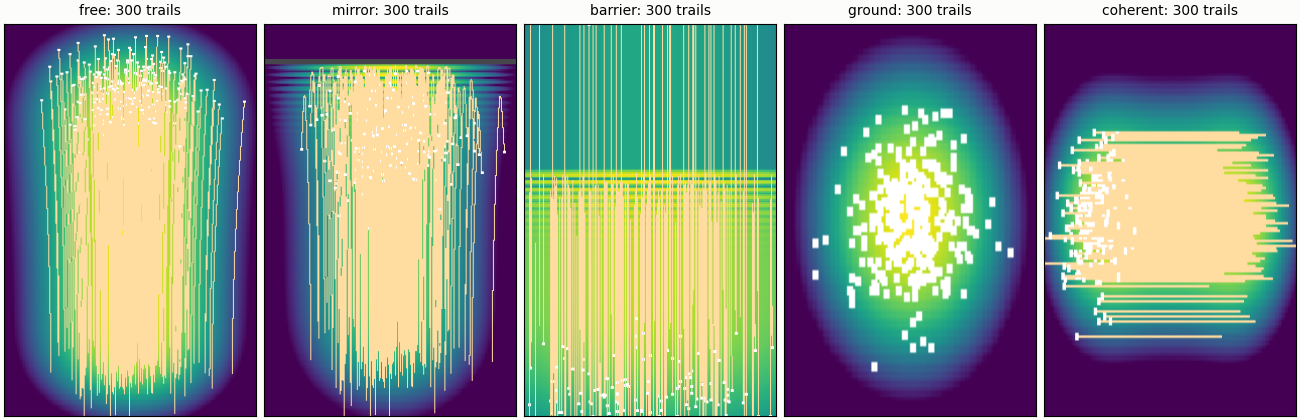 free: 300 trails
mirror: 300 trails
barrier: 300 trails
ground: 300 trails
coherent: 300 trails